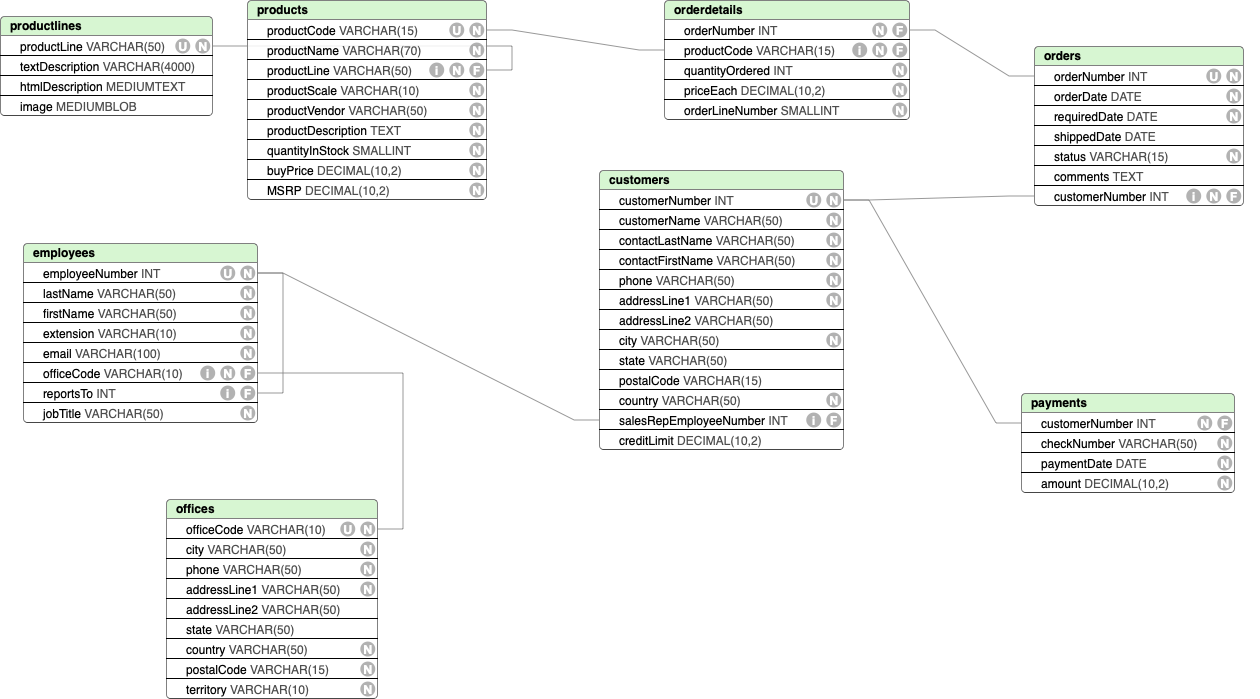 productlines
productLine VARCHAR(50) U N
textDescription VARCHAR(4000)
htmlDescription MEDIUMTEXT
image MEDIUMBLOB
products
productCode VARCHAR(15) U N
productName VARCHAR(70) N
productLine VARCHAR(50) i N F
productScale VARCHAR(10) N
productVendor VARCHAR(50) N
productDescription TEXT N
quantityInStock SMALLINT N
buyPrice DECIMAL(10,2) N
MSRP DECIMAL(10,2) N
orderdetails
orderNumber INT N F
productCode VARCHAR(15) i N F
quantityOrdered INT N
priceEach DECIMAL(10,2) N
orderLineNumber SMALLINT N
orders
orderNumber INT U N
orderDate DATE N
requiredDate DATE N
shippedDate DATE
status VARCHAR(15) N
comments TEXT
customerNumber INT i N F
customers
customerNumber INT U N
customerName VARCHAR(50) N
contactLastName VARCHAR(50) N
contactFirstName VARCHAR(50) N
phone VARCHAR(50) N
addressLine1 VARCHAR(50) N
addressLine2 VARCHAR(50)
city VARCHAR(50) N
state VARCHAR(50)
postalCode VARCHAR(15)
country VARCHAR(50) N
salesRepEmployeeNumber INT i F
creditLimit DECIMAL(10,2)
employees
employeeNumber INT U N
lastName VARCHAR(50) N
firstName VARCHAR(50) N
extension VARCHAR(10) N
email VARCHAR(100) N
officeCode VARCHAR(10) i N F
reportsTo INT i F
jobTitle VARCHAR(50) N
payments
customerNumber INT N F
checkNumber VARCHAR(50) N
paymentDate DATE N
amount DECIMAL(10,2) N
offices
officeCode VARCHAR(10) U N
city VARCHAR(50) N
phone VARCHAR(50) N
addressLine1 VARCHAR(50) N
addressLine2 VARCHAR(50)
state VARCHAR(50)
country VARCHAR(50) N
postalCode VARCHAR(15) N
territory VARCHAR(10) N